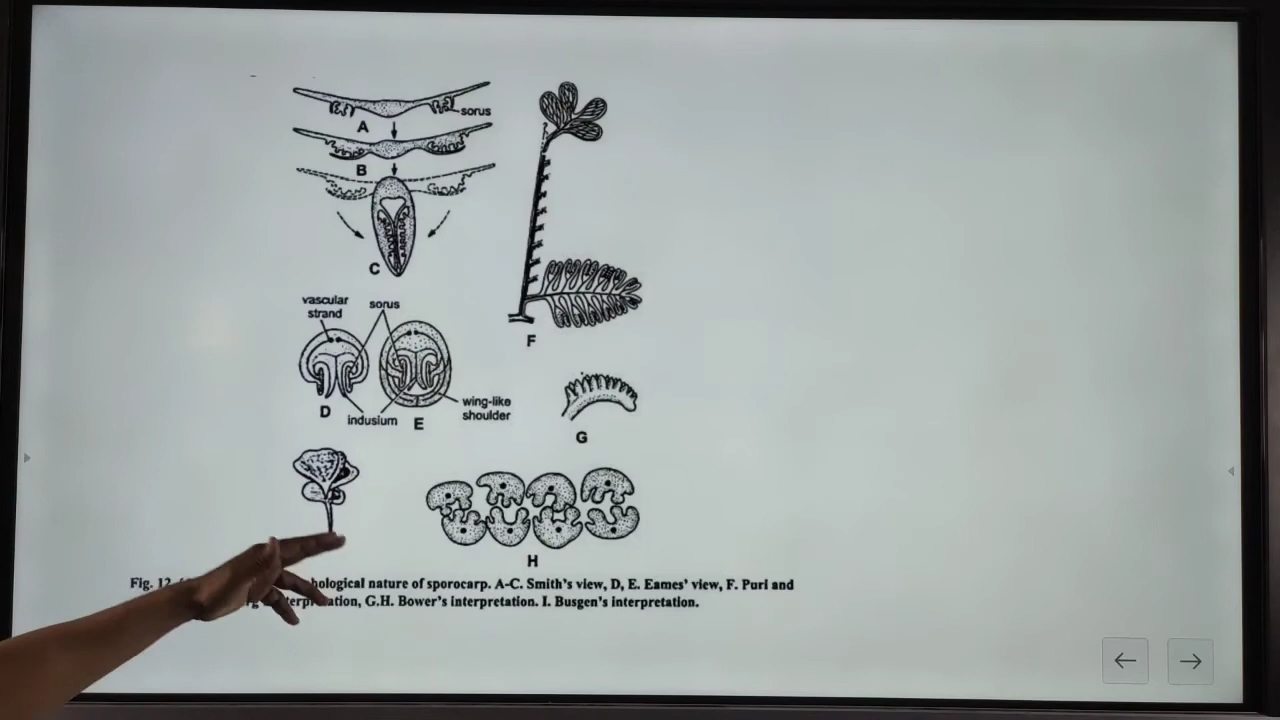 sorus
A
B
C
vascular
strand
sorus
F
D
indusium
E
wing-like
shoulder
G
H
Fig. 12 hological nature of sporocarp. A-C. Smith's view, D, E. Eames' view, F. Puri and
ation, G.H. Bower's interpretation. I. Busgen's interpretation.